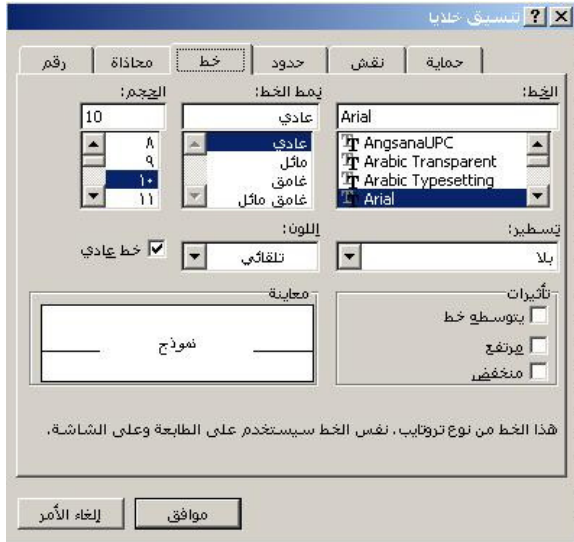 تنسيق خلايا
رقم محاذاة خط حدود نقش حماية
الخط: نمط الخط: الحجم:
Arial عادي 10
AngsanaUPC عادي ٨
Arabic Transparent مائل ٩
Arabic Typesetting غامق ١٠
Arial غامق مائل ١١
تسطير: اللون:
بلا تلقائي خط عادي
تأثيرات معاينة
يتوسطه خط
مرتفع نموذج
منخفض
هذا الخط من نوع تروتايب. نفس الخط سيستخدم على الطابعة وعلى الشاشة.
موافق إلغاء الأمر